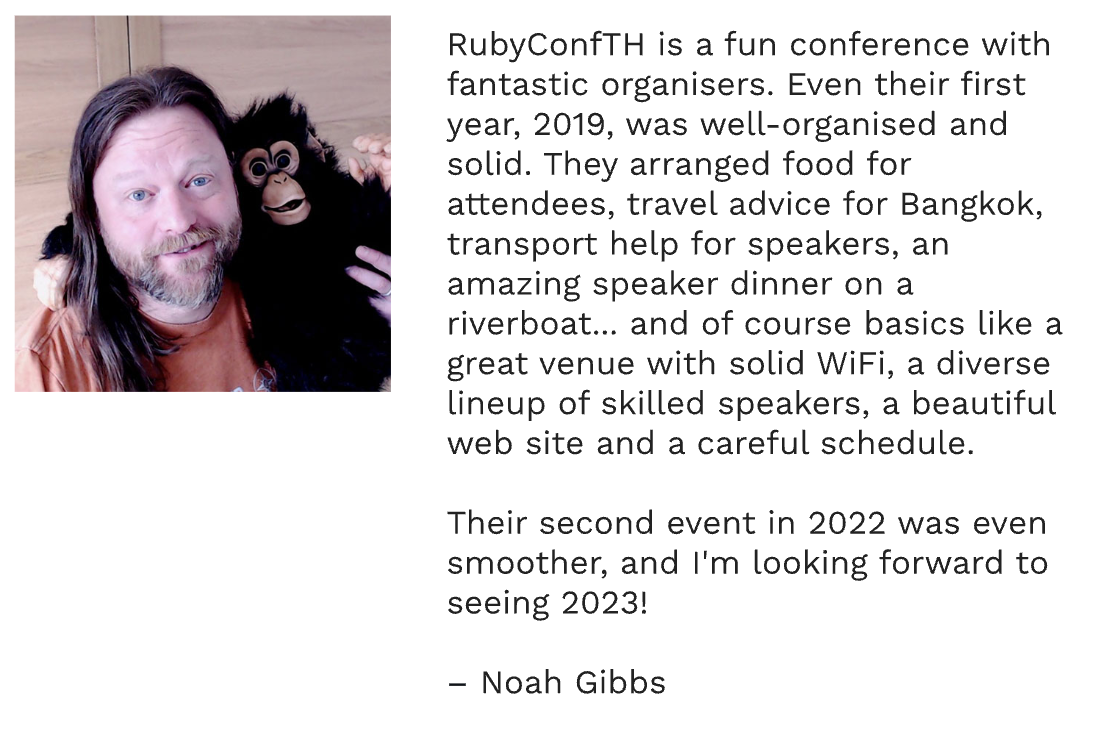 RubyConfTH is a fun conference with
fantastic organisers. Even their first
year, 2019, was well-organised and
solid. They arranged food for
attendees, travel advice for Bangkok,
transport help for speakers, an
amazing speaker dinner on a
riverboat... and of course basics like a
great venue with solid WiFi, a diverse
lineup of skilled speakers, a beautiful
web site and a careful schedule.
Their second event in 2022 was even
smoother, and I'm looking forward to
seeing 2023!
– Noah Gibbs